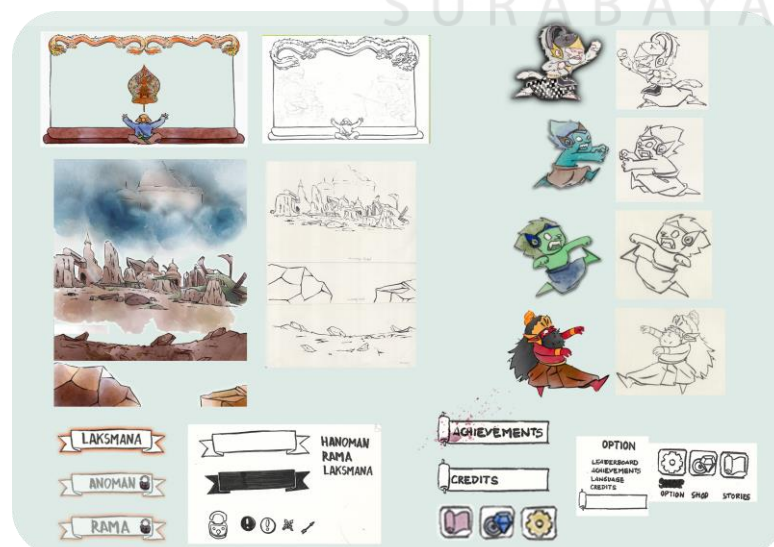 SURABAYA
LAKSMANA
ANOMAN
RAMA
HANOMAN
RAMA
LAKSMANA
ACHIEVEMENTS
CREDITS
OPTION
LEADERBOARD
ACHIEVEMENTS
LANGUAGE
CREDITS
OPTION SHOP STORIES